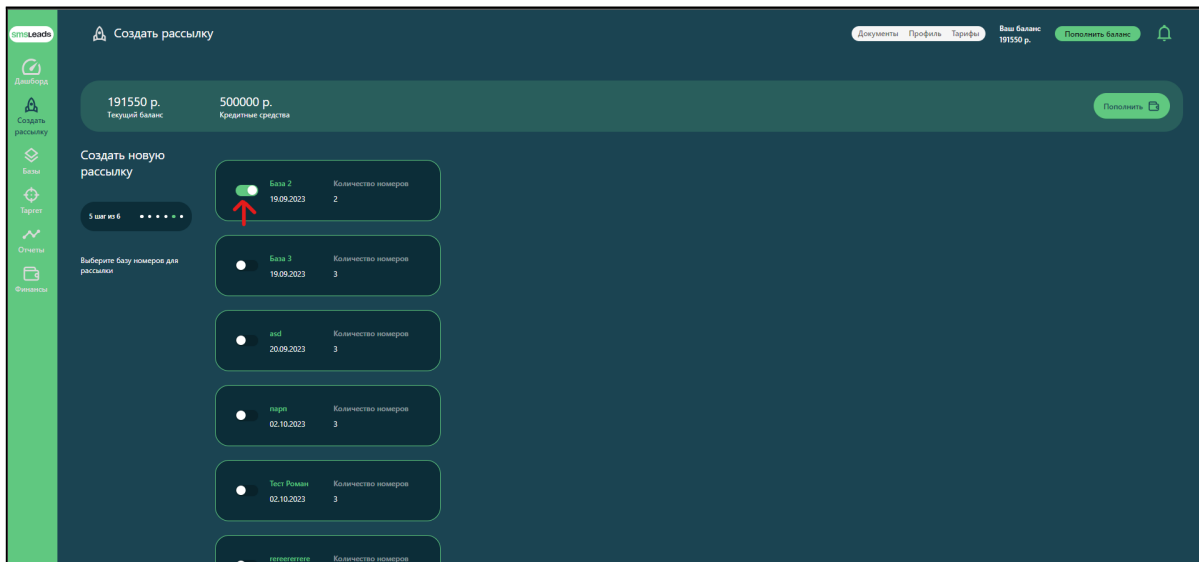 smsLeads
Создать рассылку
Документы Профиль Тарифы
Ваш баланс
191550 р.
Пополнить баланс
Дашборд
Создать
рассылку
Базы
Таргет
Отчеты
Финансы
191550 р.
Текущий баланс
500000 р.
Кредитные средства
Пополнить
Создать новую
рассылку
5 шаг из 6
Выберите базу номеров для
рассылки
База 2 Количество номеров
19.09.2023 2
База 3 Количество номеров
19.09.2023 3
asd Количество номеров
20.09.2023 3
парп Количество номеров
02.10.2023 3
Тест Роман Количество номеров
02.10.2023 3
rereererrere Количество номеров